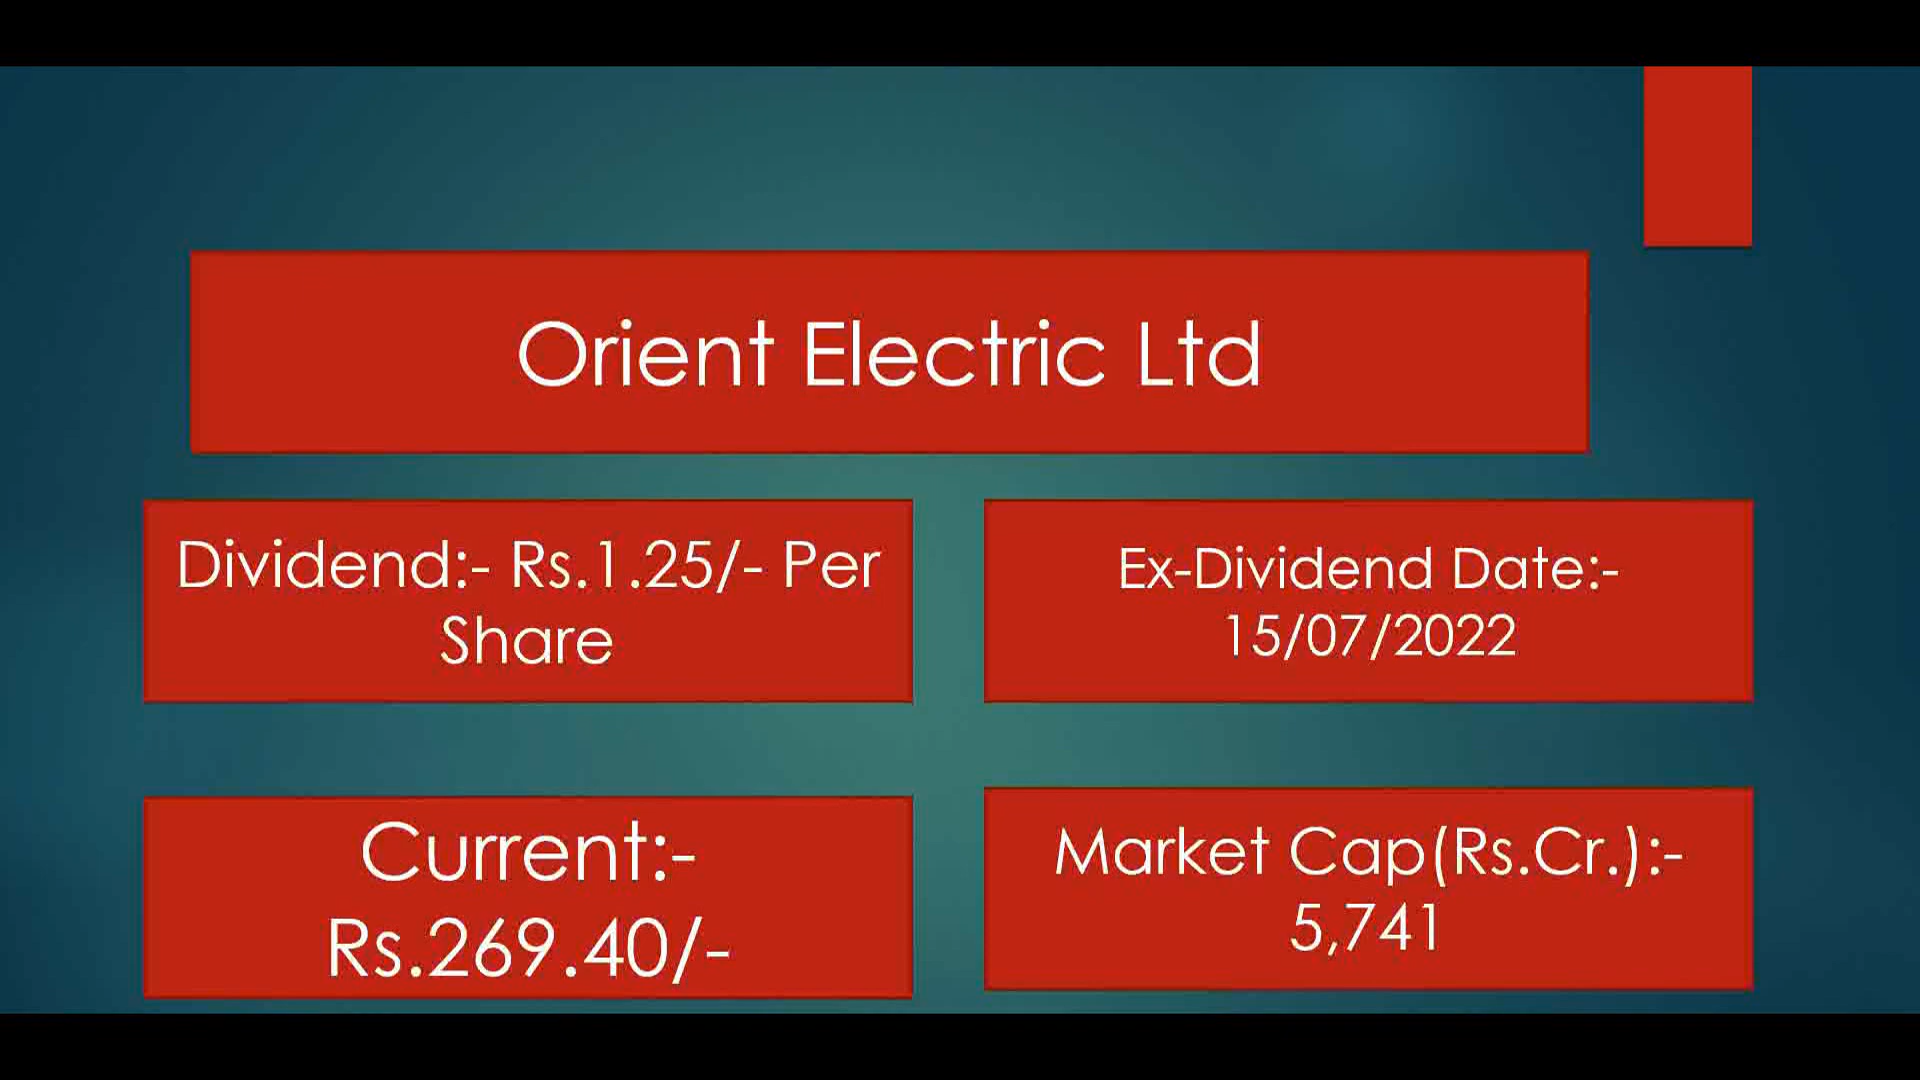 Orient Electric Ltd
Dividend:- Rs.1.25/- Per
Share
Ex-Dividend Date:-
15/07/2022
Current:-
Rs.269.40/-
Market Cap(Rs.Cr.):-
5,741